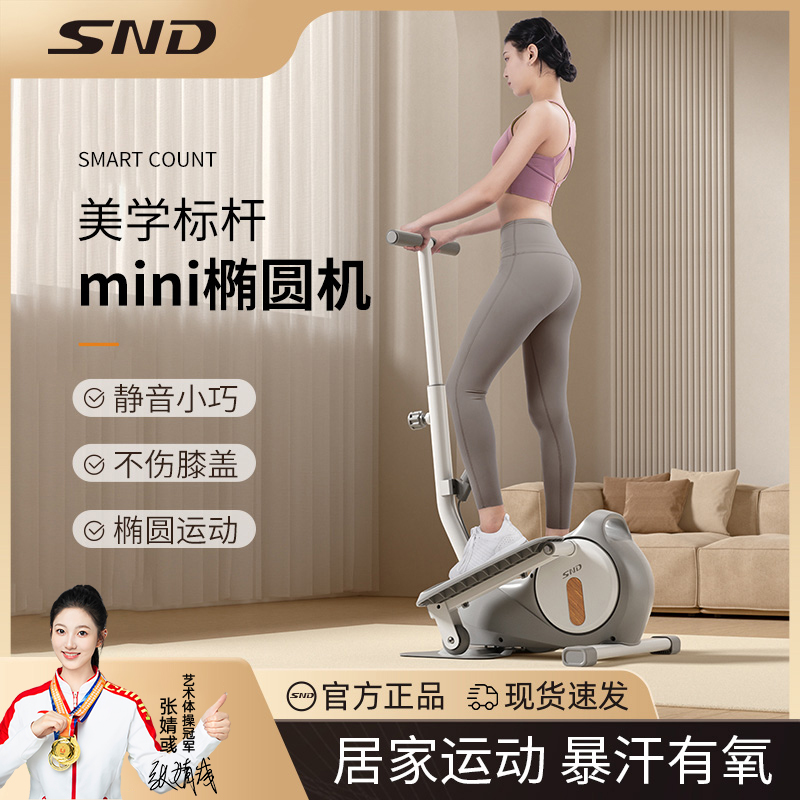 SND
SMART COUNT
美学标杆
mini椭圆机
静音小巧
不伤膝盖
椭圆运动
SND
艺术体操冠军
张婧彧
SND 官方正品 现货速发
居家运动 暴汗有氧